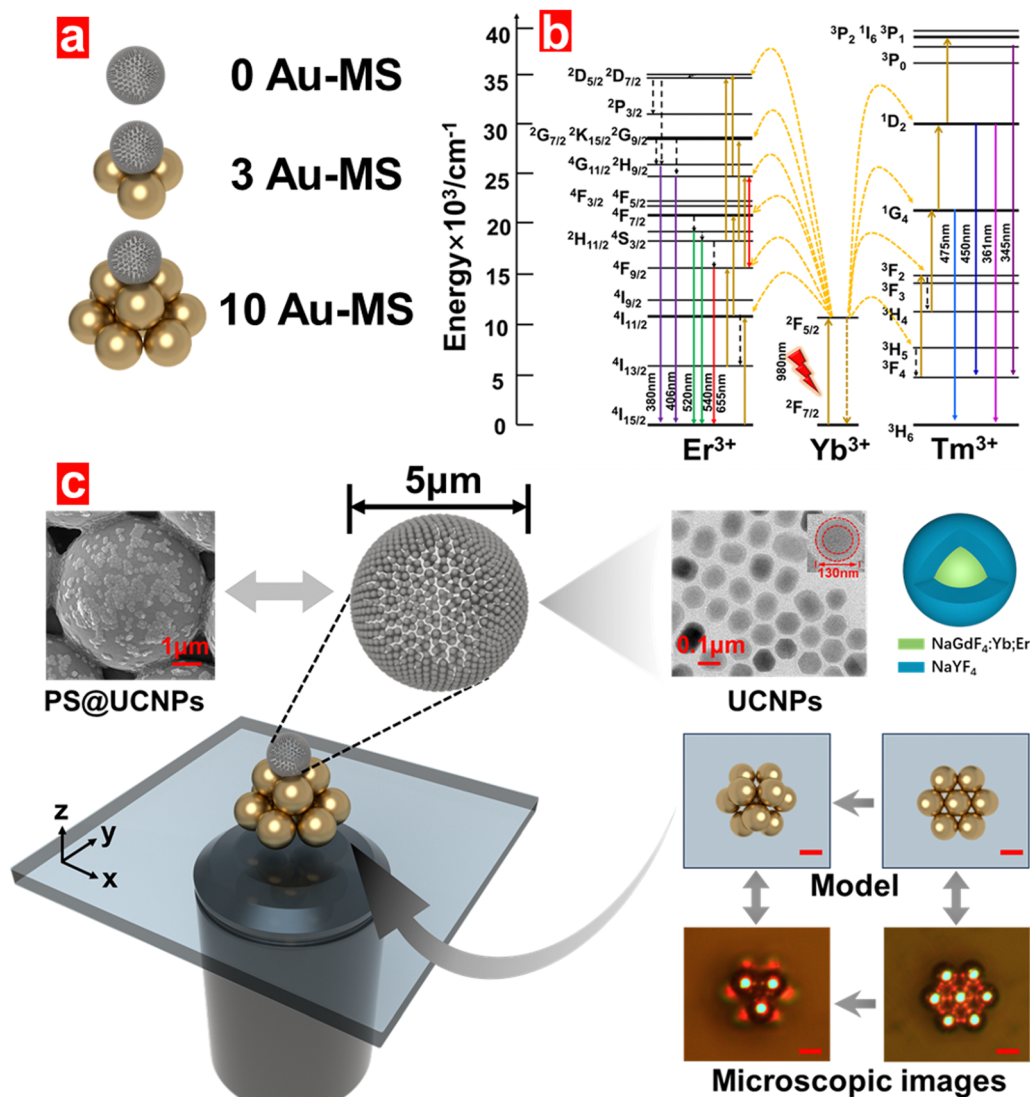 a
0 Au-MS
3 Au-MS
10 Au-MS
b
Energy×10³/cm⁻¹
40
35
30
25
20
15
10
5
0
²D₅/₂ ²D₇/₂
²P₃/₂
²G₇/₂ ²K₁₅/₂ ²G₉/₂
⁴G₁₁/₂ ²H₉/₂
⁴F₃/₂ ⁴F₅/₂
⁴F₇/₂
²H₁₁/₂ ⁴S₃/₂
⁴F₉/₂
⁴I₉/₂
⁴I₁₁/₂
⁴I₁₃/₂
⁴I₁₅/₂
380nm
406nm
520nm
540nm
655nm
Er³⁺
²F₅/₂
980nm
²F₇/₂
Yb³⁺
³P₂ ¹I₆ ³P₁
³P₀
¹D₂
¹G₄
475nm
450nm
361nm
345nm
³F₂
³F₃
³H₄
³H₅
³F₄
³H₆
Tm³⁺
c
1μm
PS@UCNPs
5μm
130nm
0.1μm
UCNPs
NaGdF₄:Yb;Er
NaYF₄
z
y
x
Model
Microscopic images